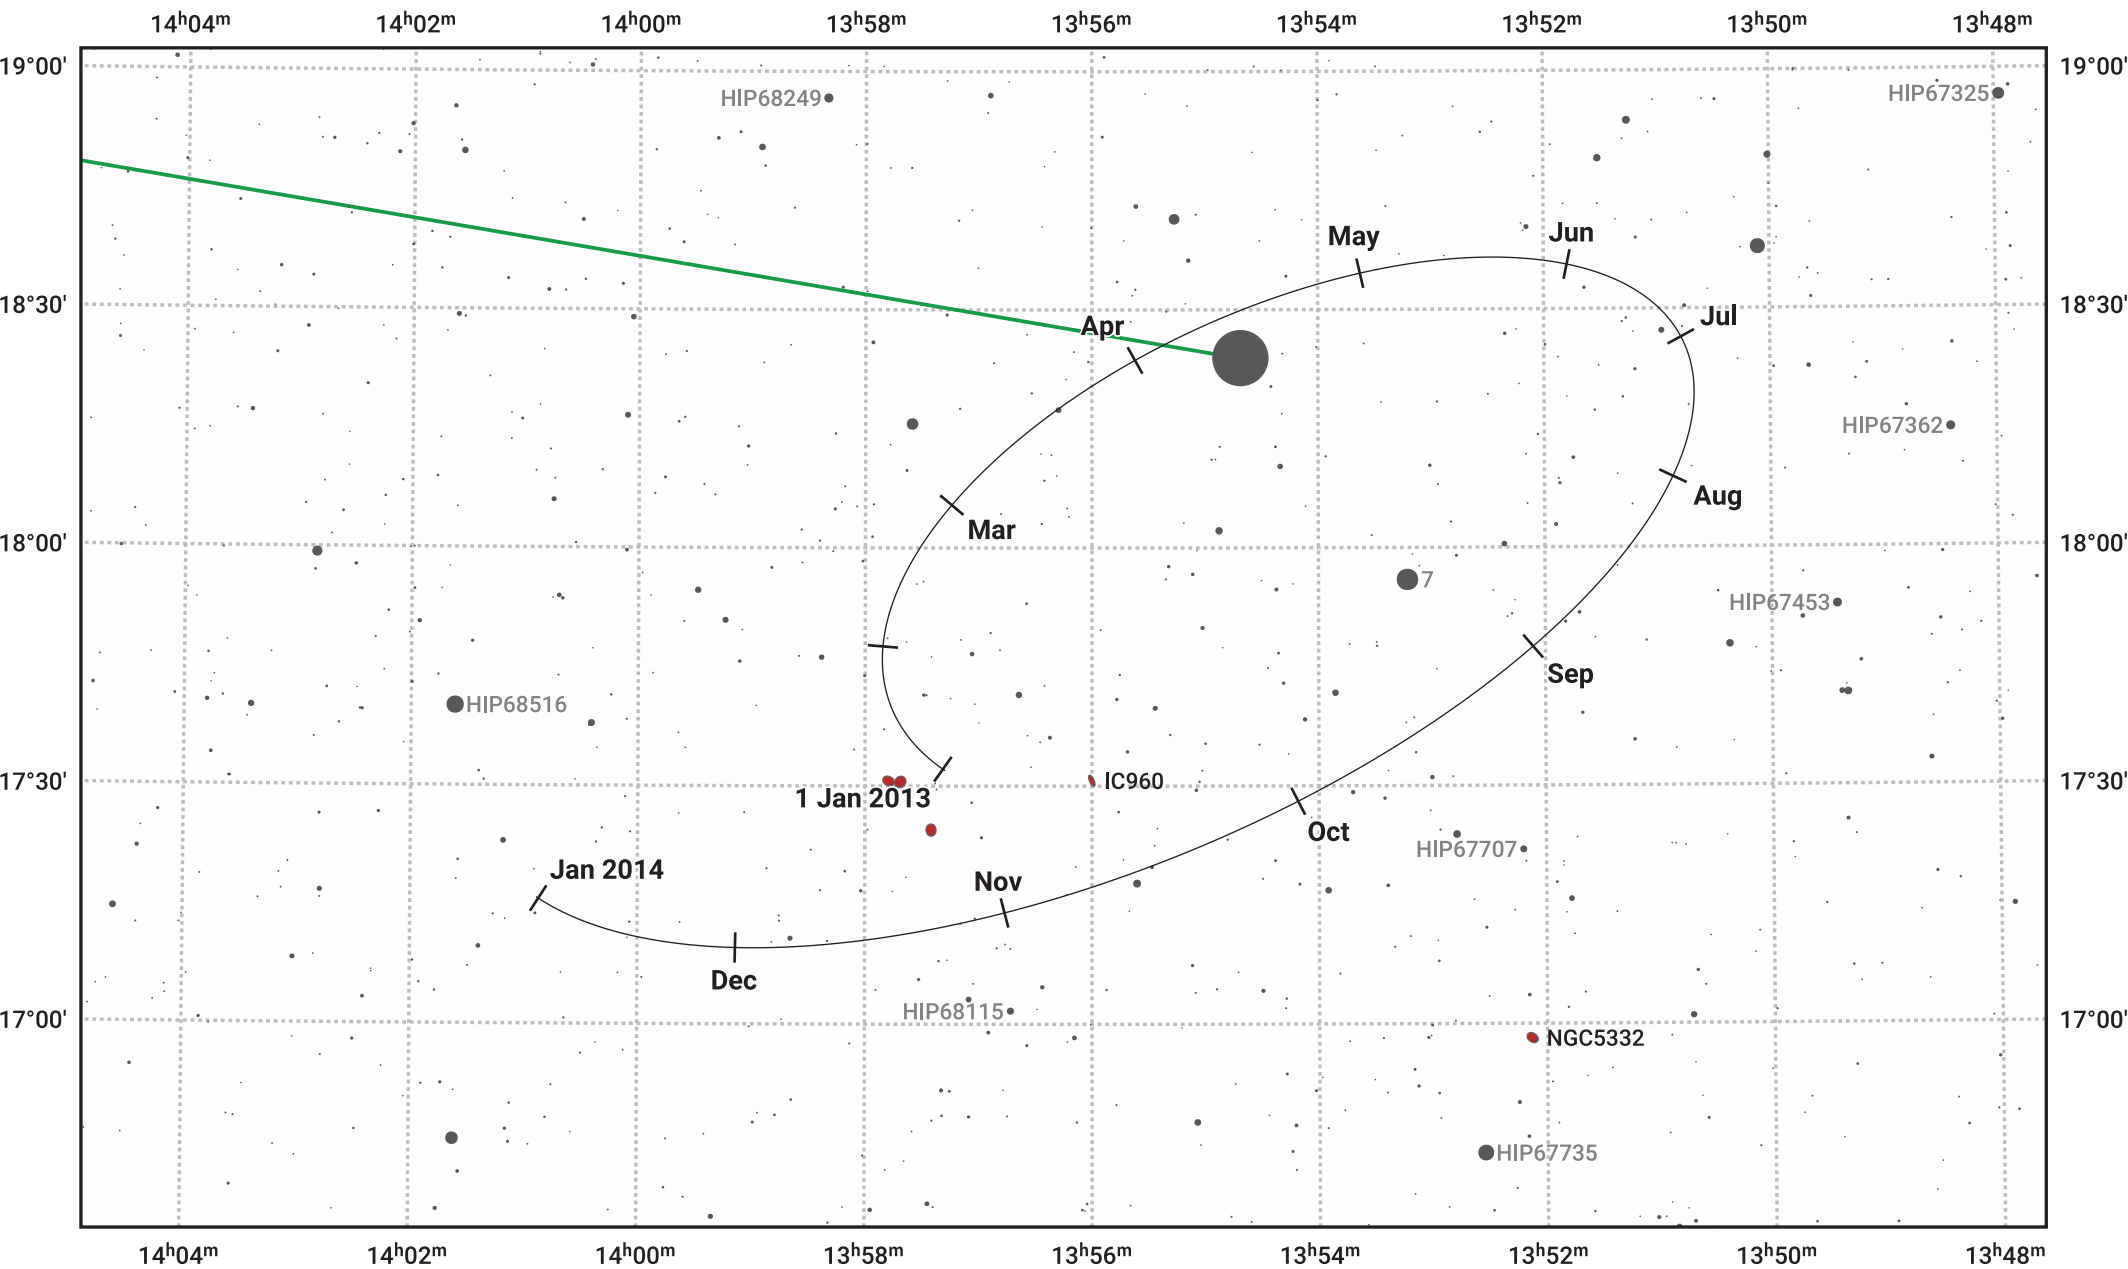 14ʰ04ᵐ 14ʰ02ᵐ 14ʰ00ᵐ 13ʰ58ᵐ 13ʰ56ᵐ 13ʰ54ᵐ 13ʰ52ᵐ 13ʰ50ᵐ 13ʰ48ᵐ
19°00' 19°00'
HIP68249 HIP67325
May Jun
18°30' Apr Jul 18°30'
HIP67362
Mar Aug
18°00' 18°00'
7
HIP67453
Sep
HIP68516
17°30' IC960 17°30'
1 Jan 2013
Oct
HIP67707
Jan 2014
Nov
Dec
HIP68115
17°00' 17°00'
NGC5332
HIP67735
14ʰ04ᵐ 14ʰ02ᵐ 14ʰ00ᵐ 13ʰ58ᵐ 13ʰ56ᵐ 13ʰ54ᵐ 13ʰ52ᵐ 13ʰ50ᵐ 13ʰ48ᵐ